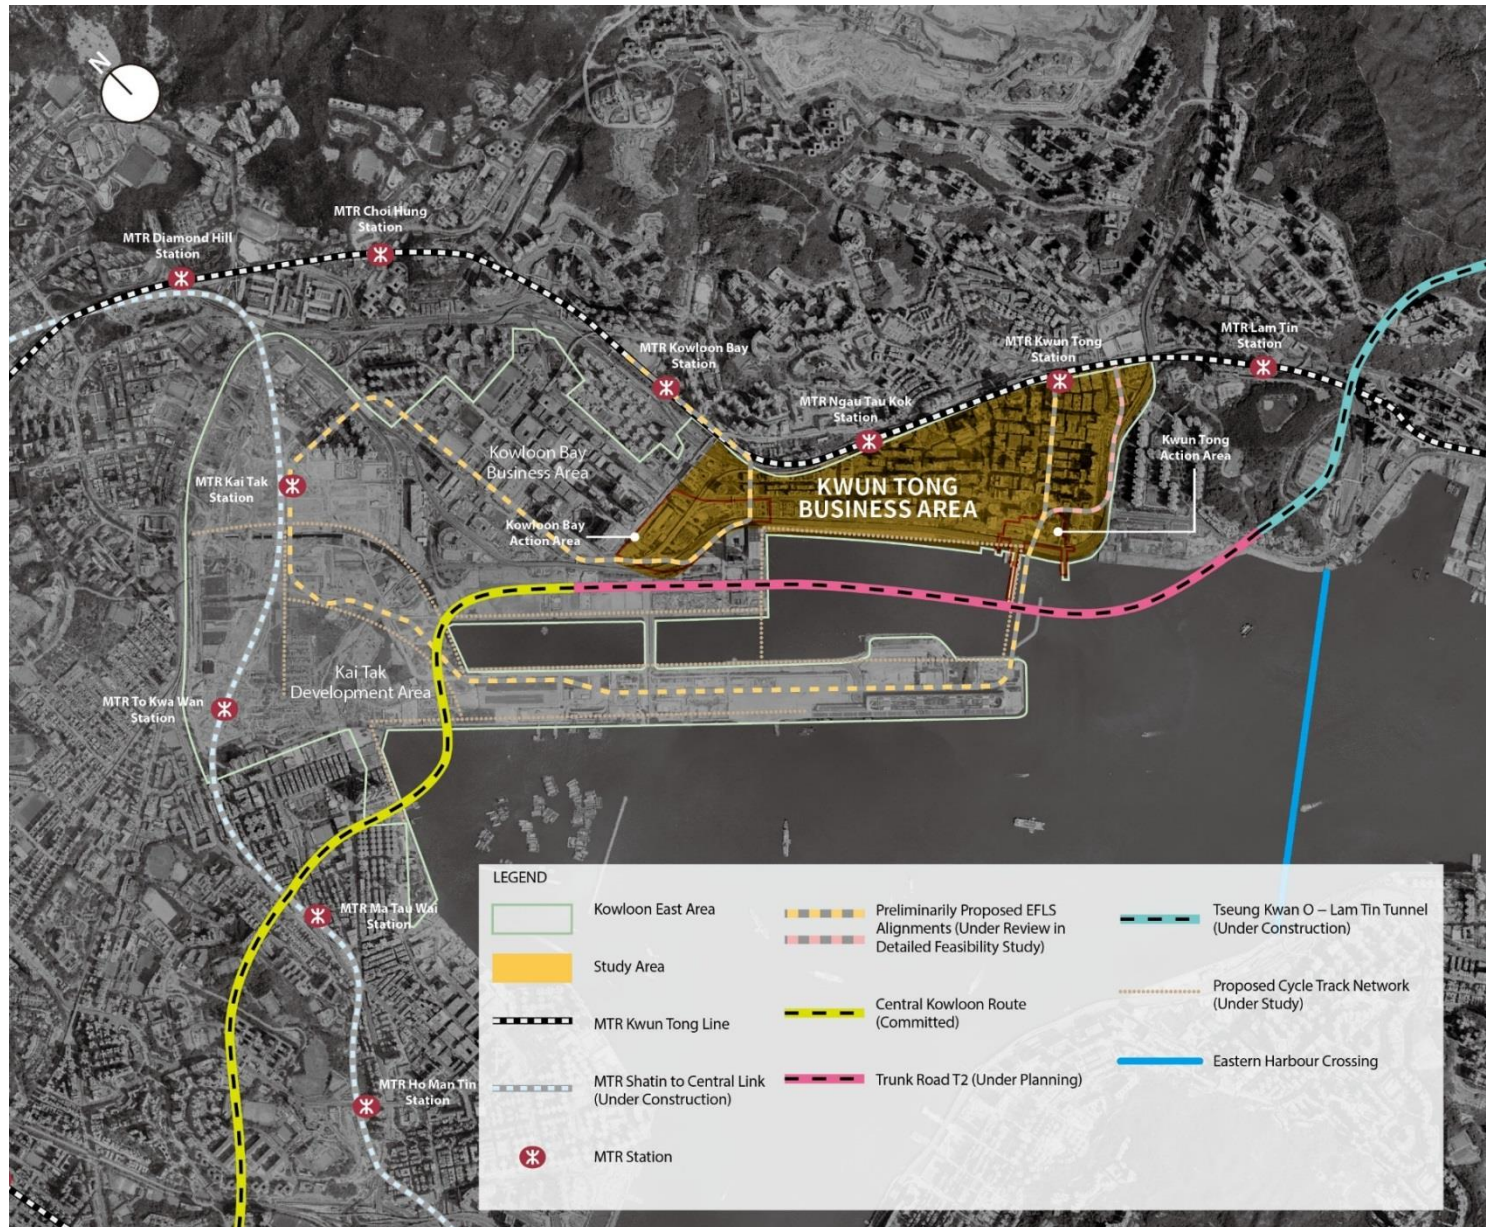 N
MTR Choi Hung
Station
MTR Diamond Hill
Station
MTR Kowloon Bay
Station
MTR Kwun Tong
Station
MTR Lam Tin
Station
MTR Ngau Tau Kok
Station
Kwun Tong
Action Area
Kowloon Bay
Business Area
MTR Kai Tak
Station
KWUN TONG
BUSINESS AREA
Kowloon Bay
Action Area
Kai Tak
Development Area
MTR To Kwa Wan
Station
MTR Ma Tau Wai
Station
MTR Ho Man Tin
Station
LEGEND
Kowloon East Area
Study Area
MTR Kwun Tong Line
MTR Shatin to Central Link
(Under Construction)
MTR Station
Preliminarily Proposed EFLS
Alignments (Under Review in
Detailed Feasibility Study)
Central Kowloon Route
(Committed)
Trunk Road T2 (Under Planning)
Tseung Kwan O – Lam Tin Tunnel
(Under Construction)
Proposed Cycle Track Network
(Under Study)
Eastern Harbour Crossing